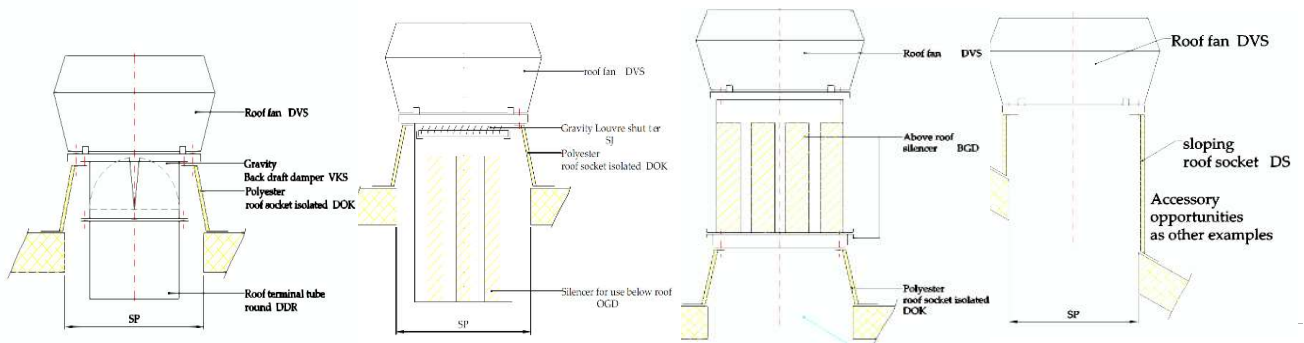 Roof fan DVS
Gravity
Back draft damper VKS
Polyester
roof socket isolated DOK
Roof terminal tube
round DDR
SP
roof fan DVS
Gravity Louvre shutter
SJ
Polyester
roof socket isolated DOK
Silencer for use below roof
OGD
SP
Roof fan DVS
Above roof
silencer BGD
Polyester
roof socket isolated
DOK
Roof fan DVS
sloping
roof socket DS
Accessory
opportunities
as other examples
SP